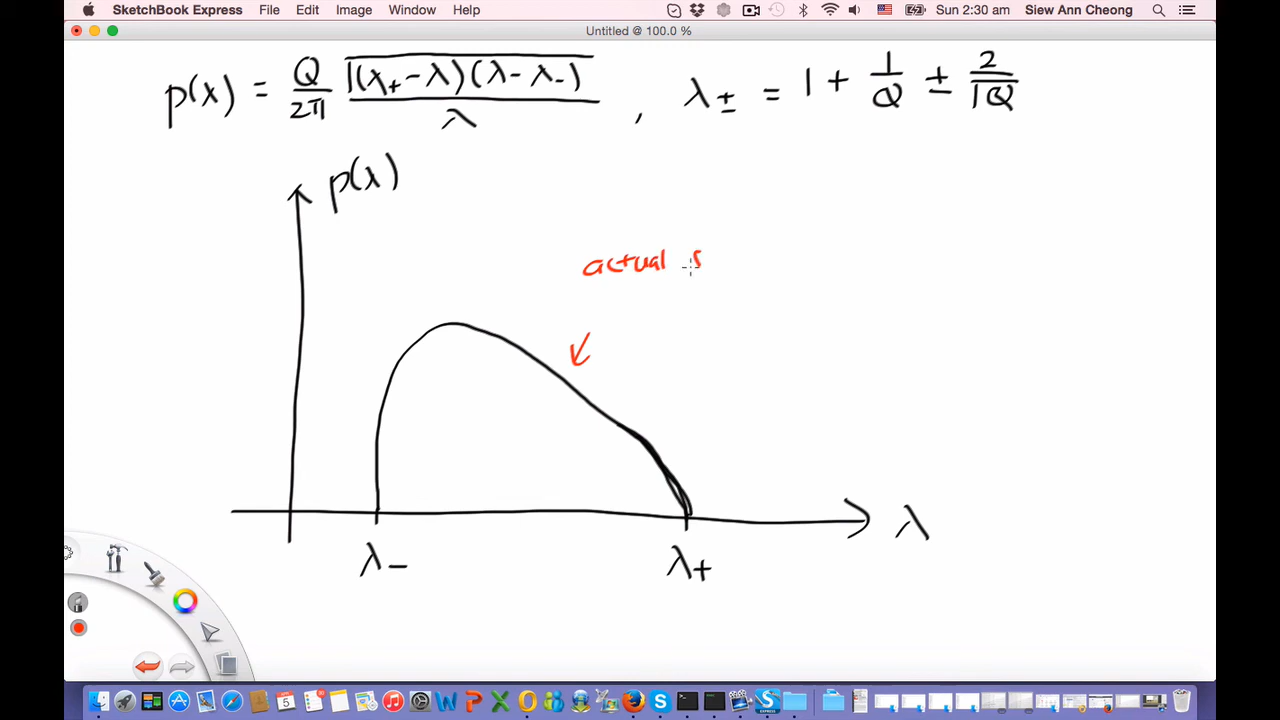 SketchBook Express File Edit Image Window Help Sun 2:30 am Siew Ann Cheong
Untitled @ 100.0 %
p(λ) = Q/2π √(λ+ - λ)(λ - λ-)/λ , λ± = 1 + 1/Q ± 2/√Q
p(λ)
actual s
λ
λ- λ+